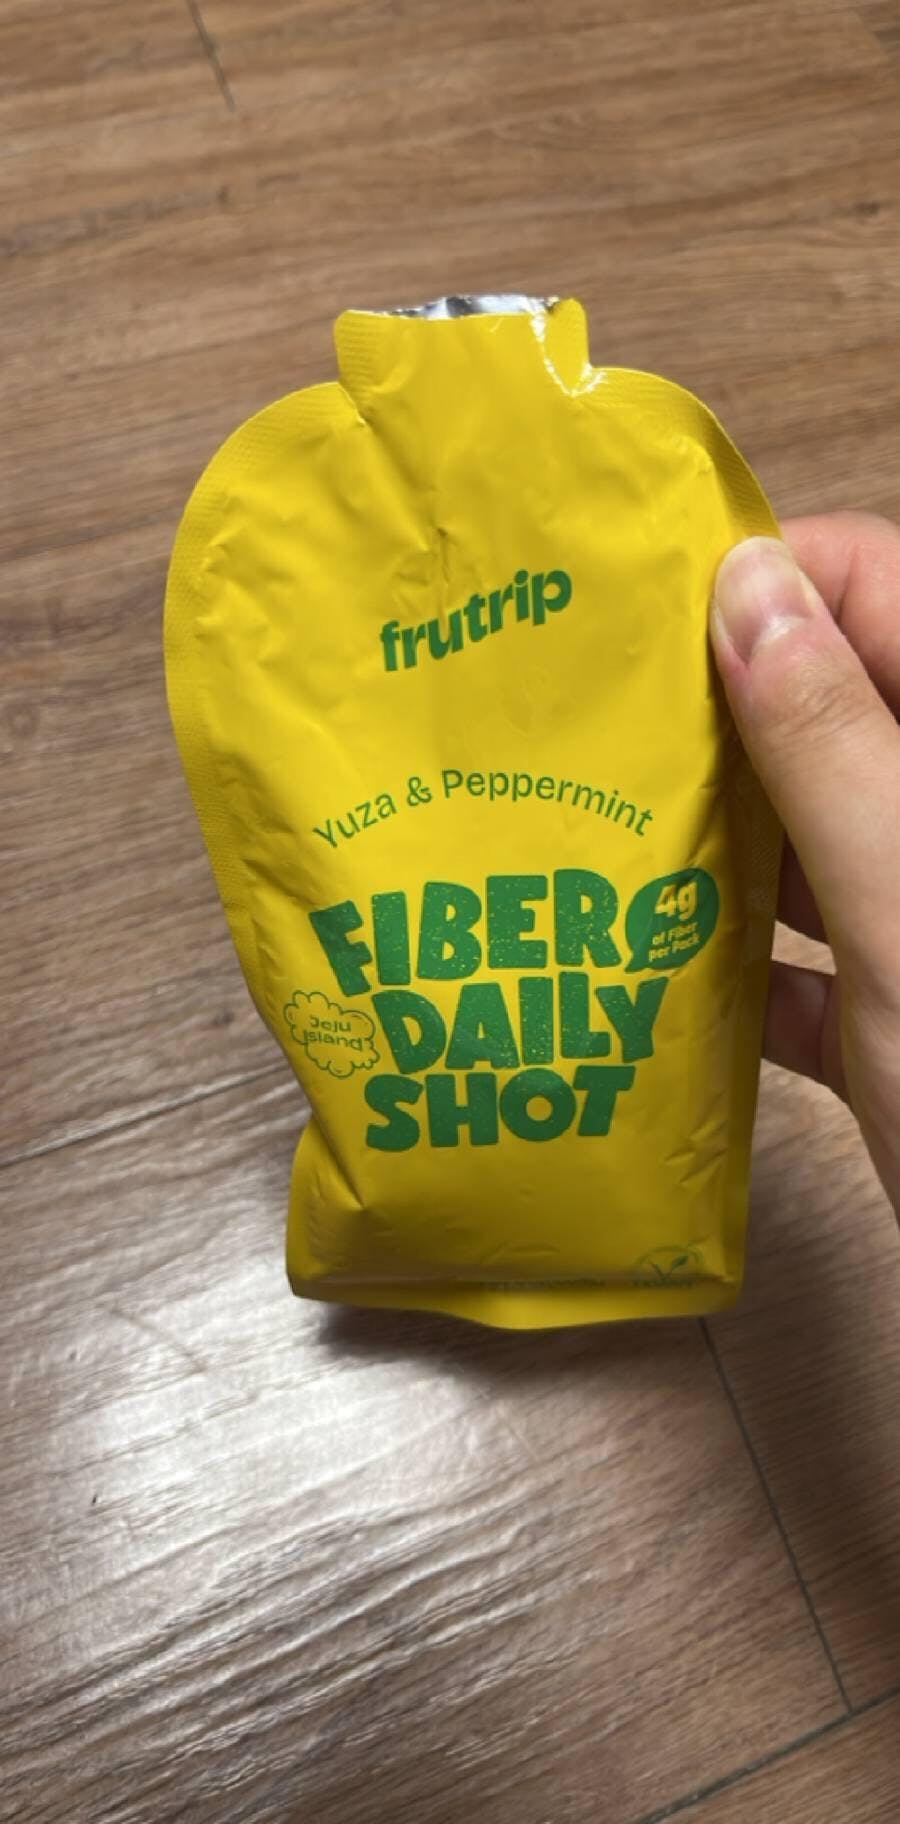 frutrip
Yuza & Peppermint
FIBER
4g
of Fiber
per Pack
DAILY
Jeju
Island
SHOT